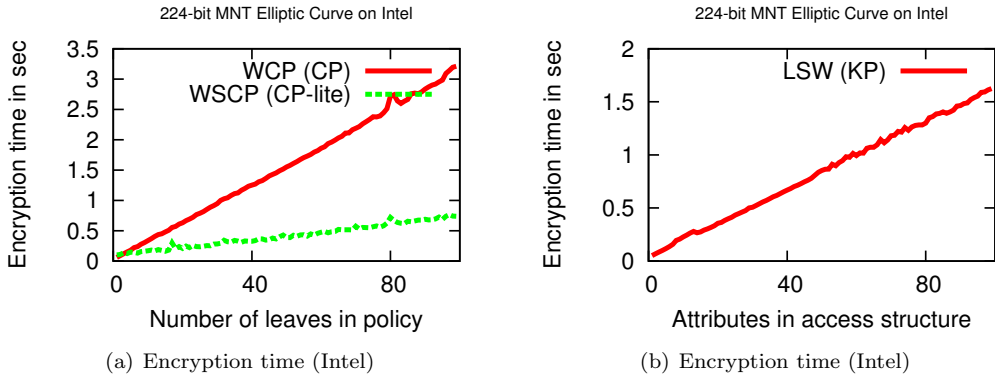 224-bit MNT Elliptic Curve on Intel
Encryption time in sec
3.5
3
2.5
2
1.5
1
0.5
0
WCP (CP)
WSCP (CP-lite)
0 40 80
Number of leaves in policy
(a) Encryption time (Intel)
224-bit MNT Elliptic Curve on Intel
Encryption time in sec
2
1.5
1
0.5
0
LSW (KP)
0 40 80
Attributes in access structure
(b) Encryption time (Intel)